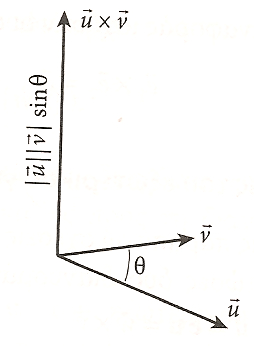 u⃗ × v⃗
|u⃗||v⃗| sinθ
v⃗
θ
u⃗